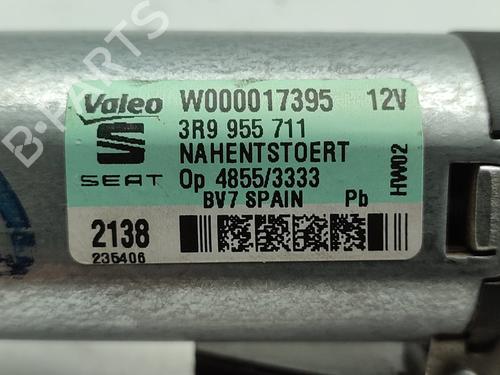 Valeo W000017395 12V
3R9 955 711
NAHENTSTOERT
SEAT Op 4855/3333
BV7 SPAIN Pb
HW02
2138
235406
B-PARTS